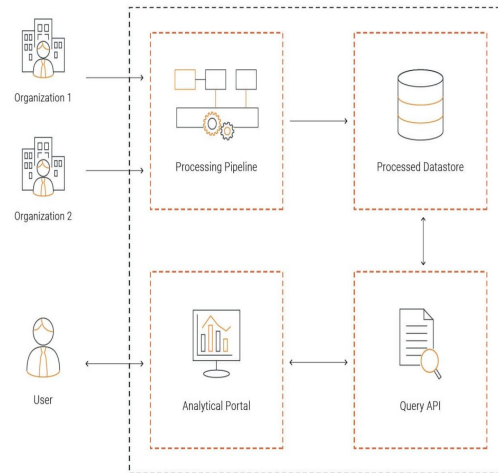 Organization 1
Processing Pipeline
Processed Datastore
Organization 2
User
Analytical Portal
Query API